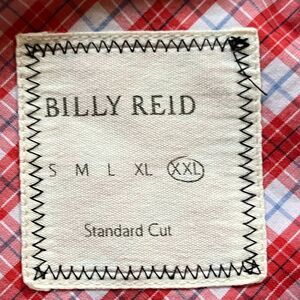 BILLY REID
S M L XL XXL
Standard Cut